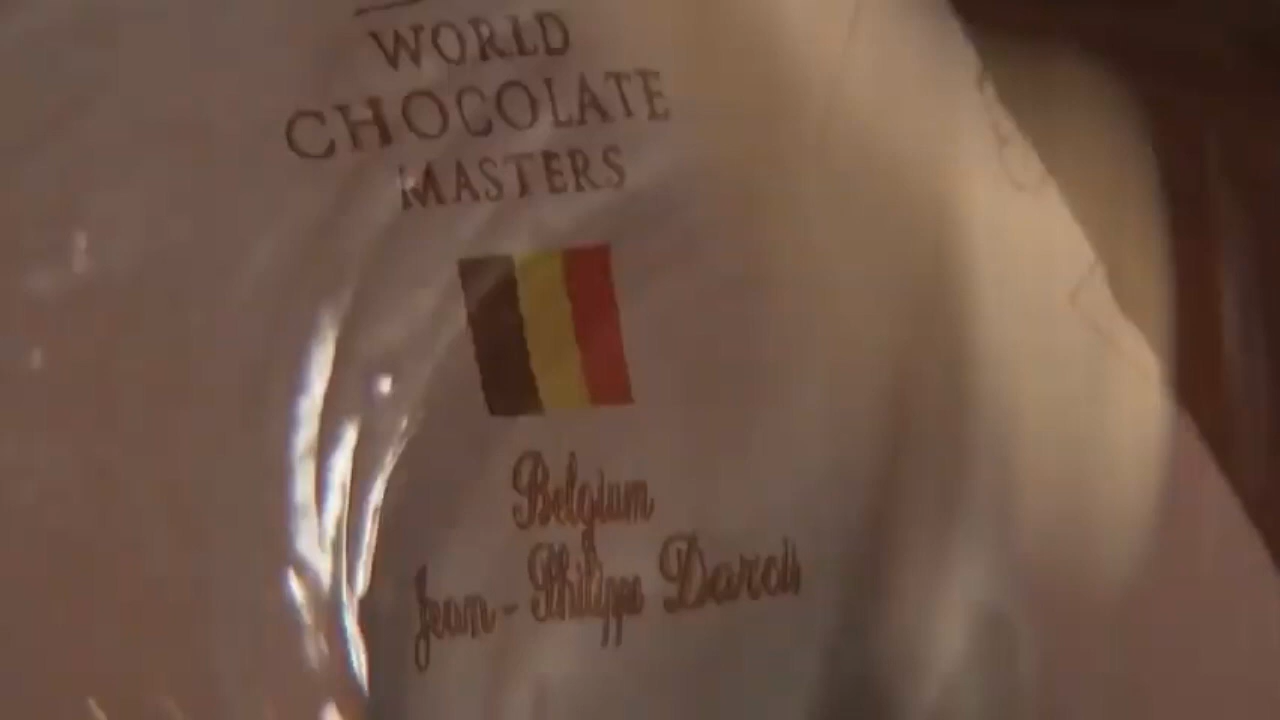 WORLD
CHOCOLATE
MASTERS
Belgium
Jean-Philippe Darcis